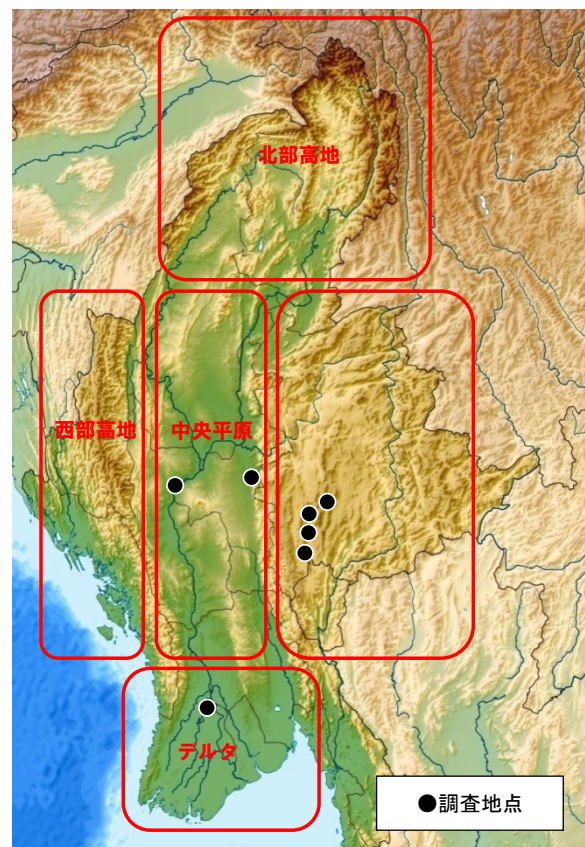 北部高地
西部高地
中央平原
デルタ
●調査地点